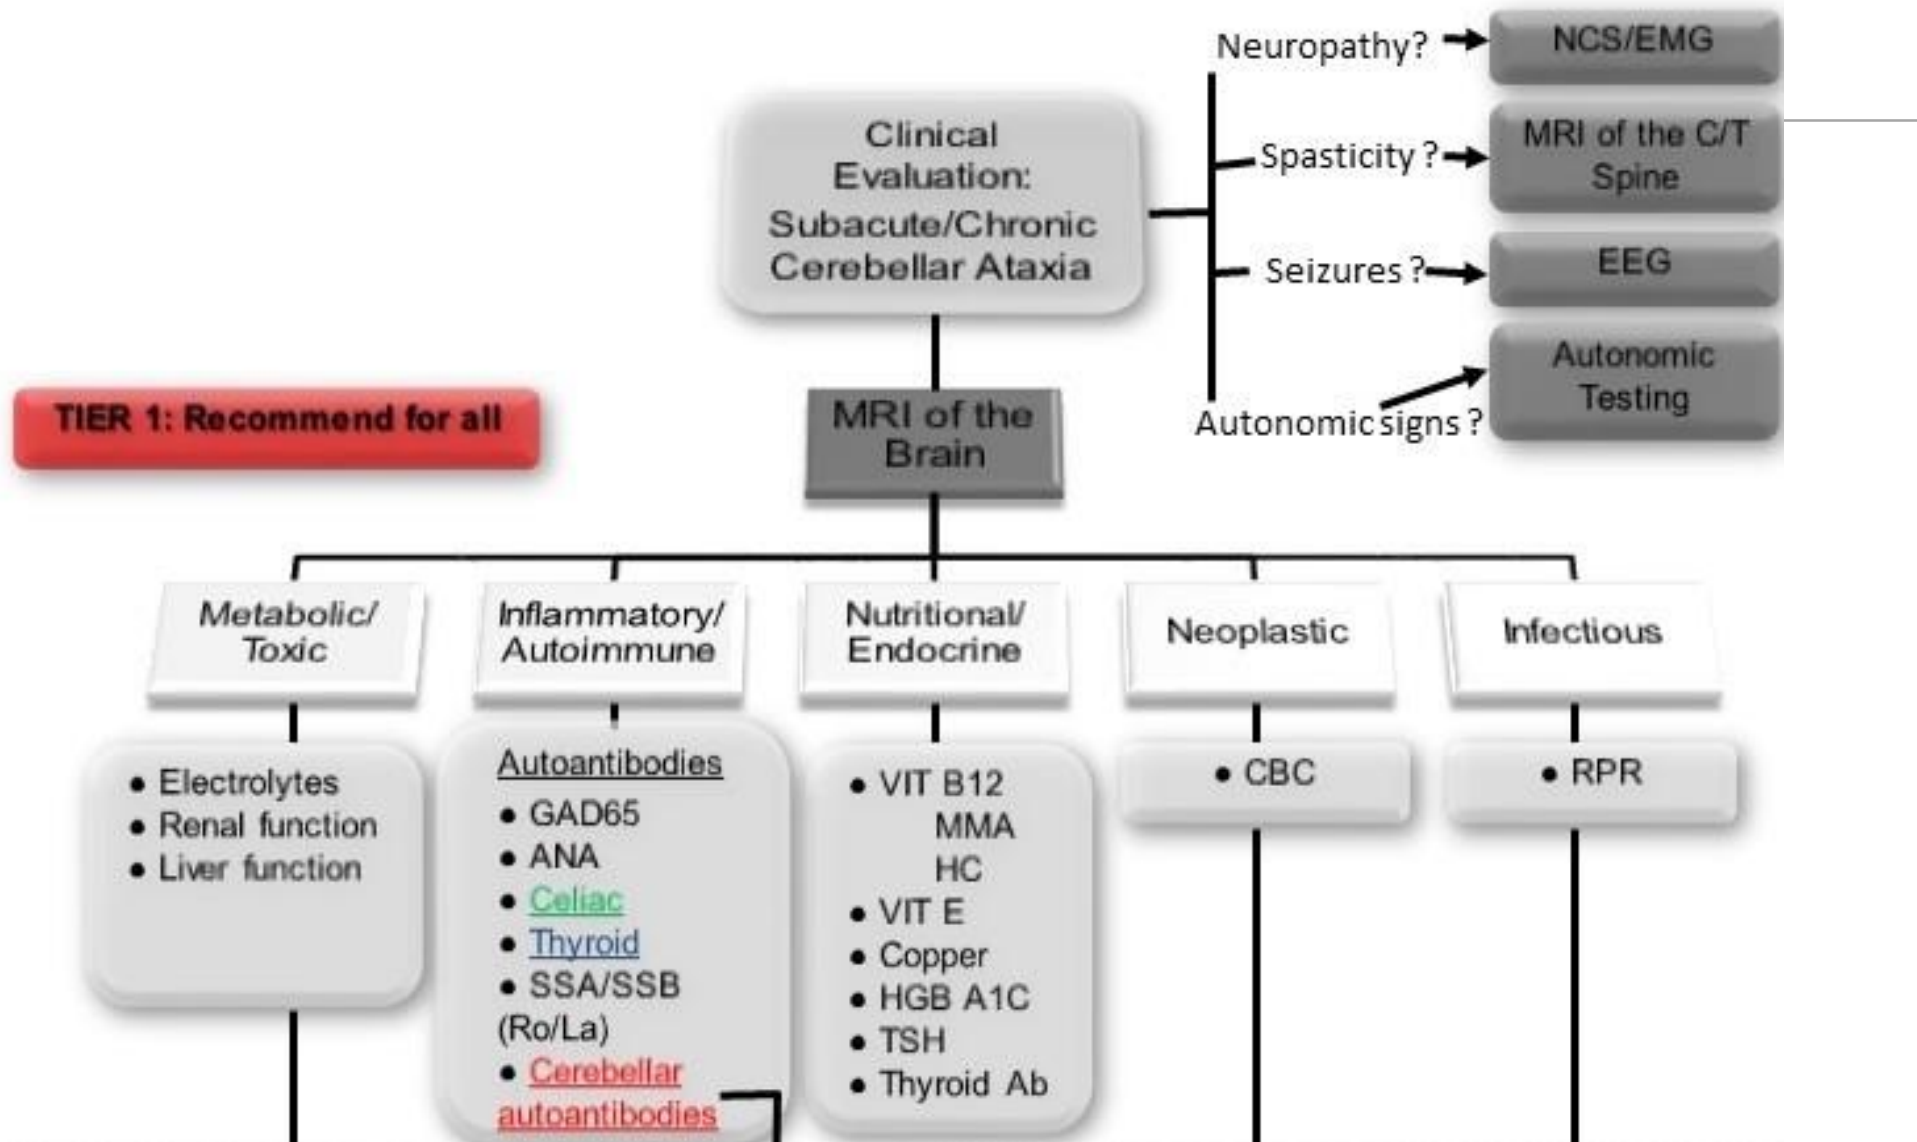 Neuropathy?
NCS/EMG
Clinical
Evaluation:
Subacute/Chronic
Cerebellar Ataxia
Spasticity ?
MRI of the C/T
Spine
Seizures ?
EEG
Autonomic signs ?
Autonomic
Testing
TIER 1: Recommend for all
MRI of the
Brain
Metabolic/
Toxic
Inflammatory/
Autoimmune
Nutritional/
Endocrine
Neoplastic
Infectious
• Electrolytes
• Renal function
• Liver function
Autoantibodies
• GAD65
• ANA
• Celiac
• Thyroid
• SSA/SSB
(Ro/La)
• Cerebellar
autoantibodies
• VIT B12
MMA
HC
• VIT E
• Copper
• HGB A1C
• TSH
• Thyroid Ab
• CBC
• RPR